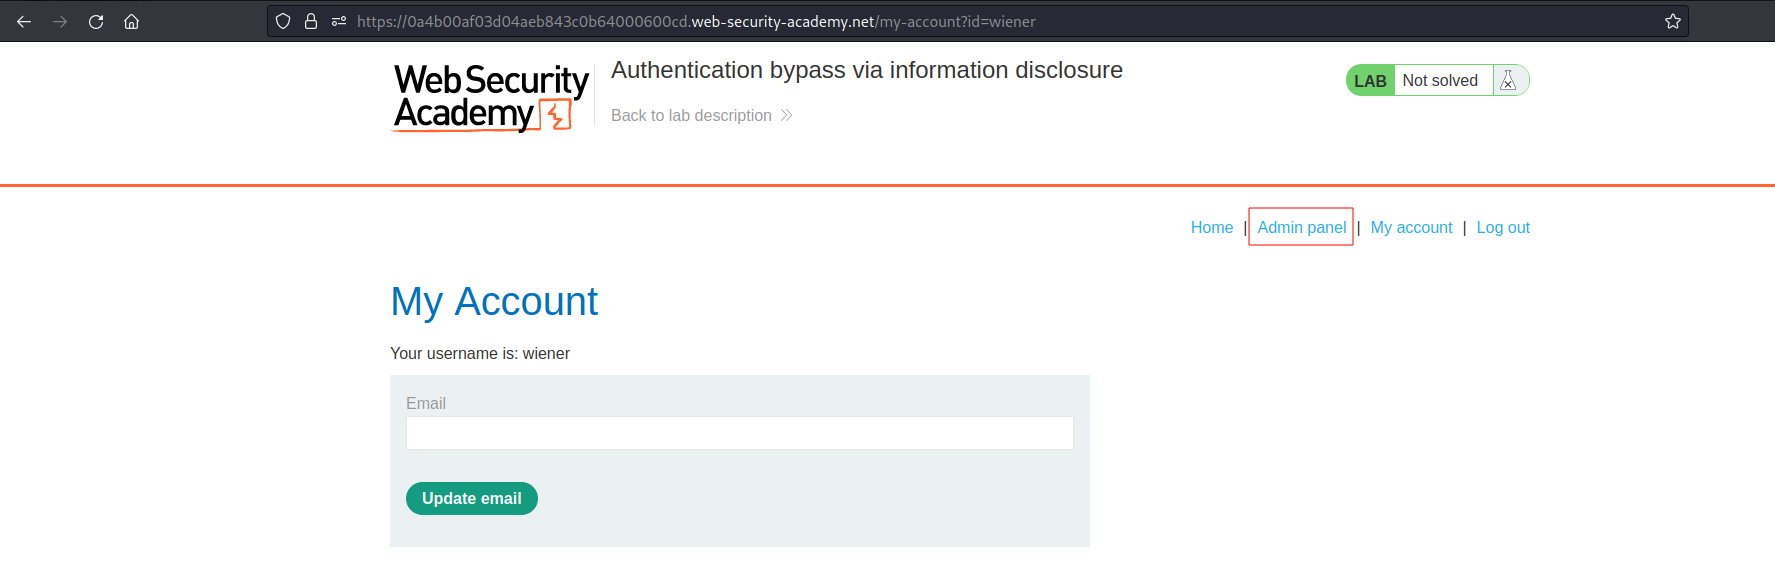 https://0a4b00af03d04aeb843c0b64000600cd.web-security-academy.net/my-account?id=wiener
Web Security
Academy
Authentication bypass via information disclosure
Back to lab description
LAB Not solved
Home | Admin panel | My account | Log out
My Account
Your username is: wiener
Email
Update email